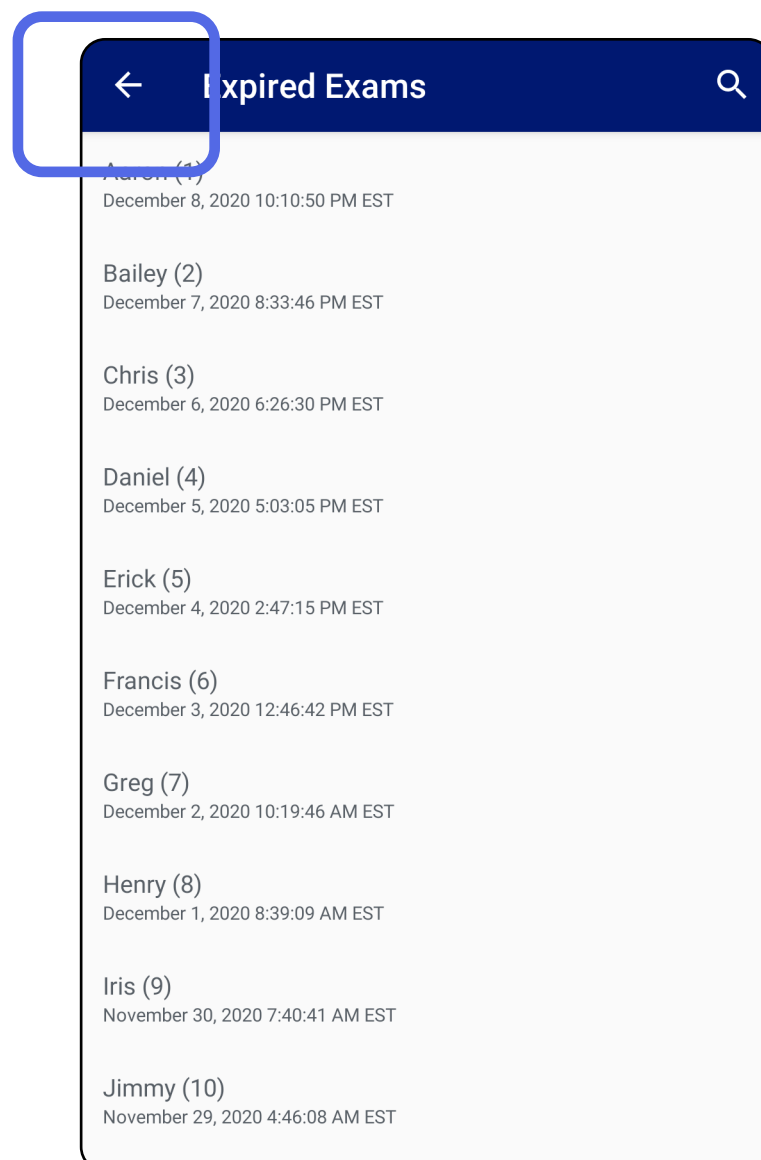 Expired Exams
Aaron (1)
December 8, 2020 10:10:50 PM EST
Bailey (2)
December 7, 2020 8:33:46 PM EST
Chris (3)
December 6, 2020 6:26:30 PM EST
Daniel (4)
December 5, 2020 5:03:05 PM EST
Erick (5)
December 4, 2020 2:47:15 PM EST
Francis (6)
December 3, 2020 12:46:42 PM EST
Greg (7)
December 2, 2020 10:19:46 AM EST
Henry (8)
December 1, 2020 8:39:09 AM EST
Iris (9)
November 30, 2020 7:40:41 AM EST
Jimmy (10)
November 29, 2020 4:46:08 AM EST